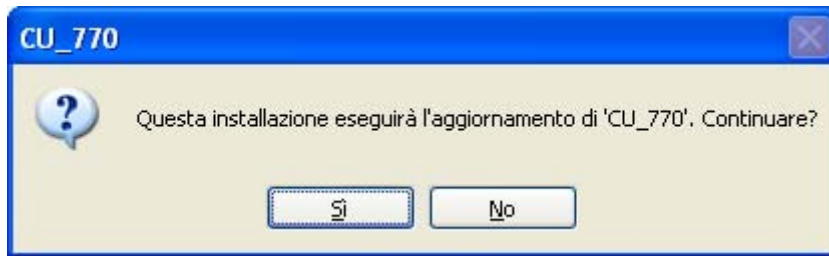 CU_770
Questa installazione eseguirà l'aggiornamento di 'CU_770'. Continuare?
Sì
No